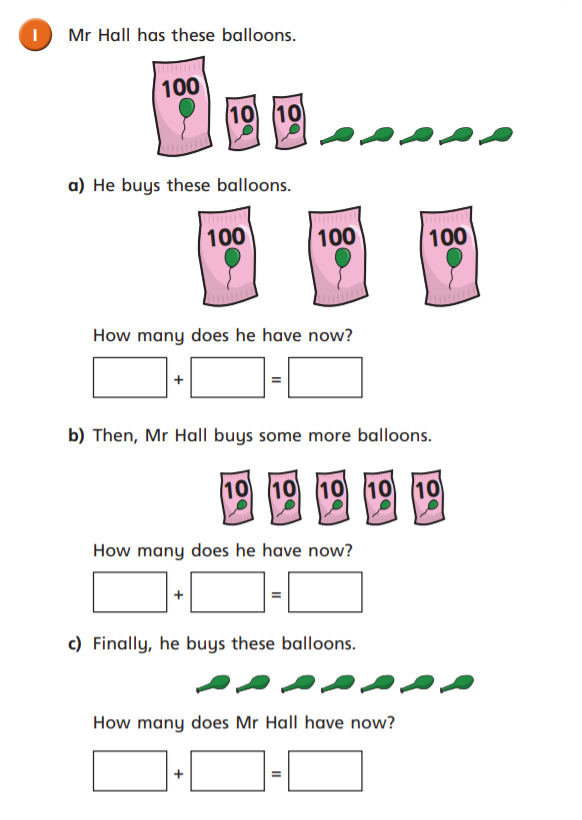 1 Mr Hall has these balloons.
100 10 10
a) He buys these balloons.
100 100 100
How many does he have now?
+ =
b) Then, Mr Hall buys some more balloons.
10 10 10 10 10
How many does he have now?
+ =
c) Finally, he buys these balloons.
How many does Mr Hall have now?
+ =